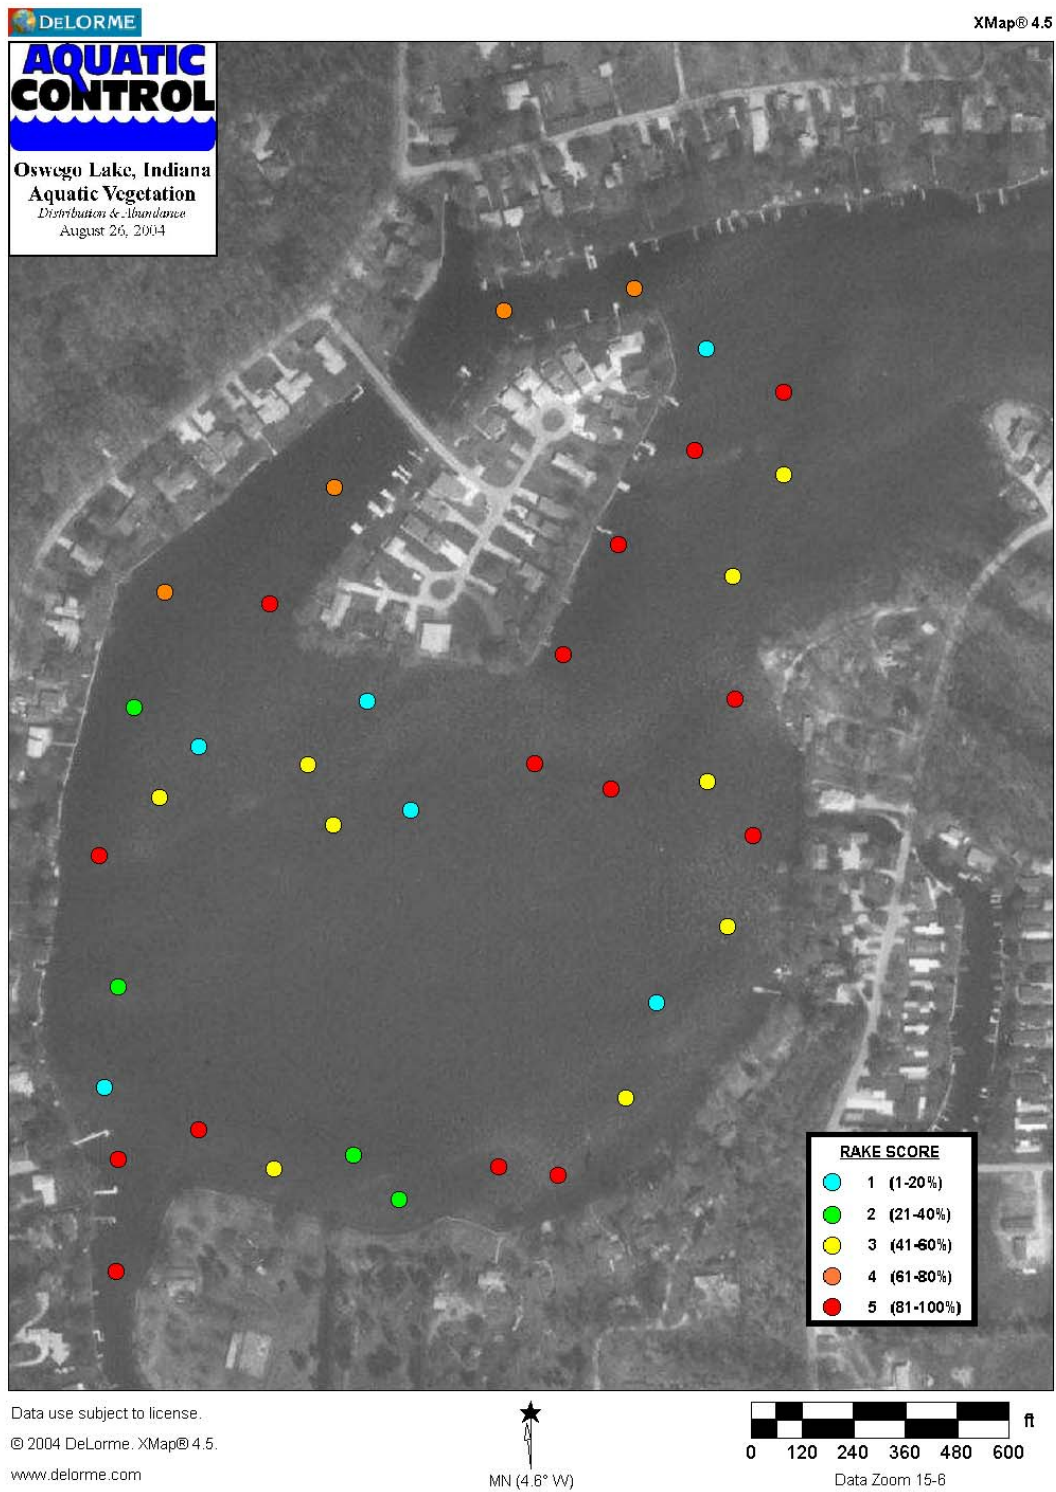 DELORME
XMap® 4.5
AQUATIC
CONTROL
Oswego Lake, Indiana
Aquatic Vegetation
Distribution & Abundance
August 26, 2004
RAKE SCORE
1 (1-20%)
2 (21-40%)
3 (41-60%)
4 (61-80%)
5 (81-100%)
Data use subject to license.
© 2004 DeLorme. XMap® 4.5.
www.delorme.com
MN (4.6° W)
ft
0 120 240 360 480 600
Data Zoom 15-6